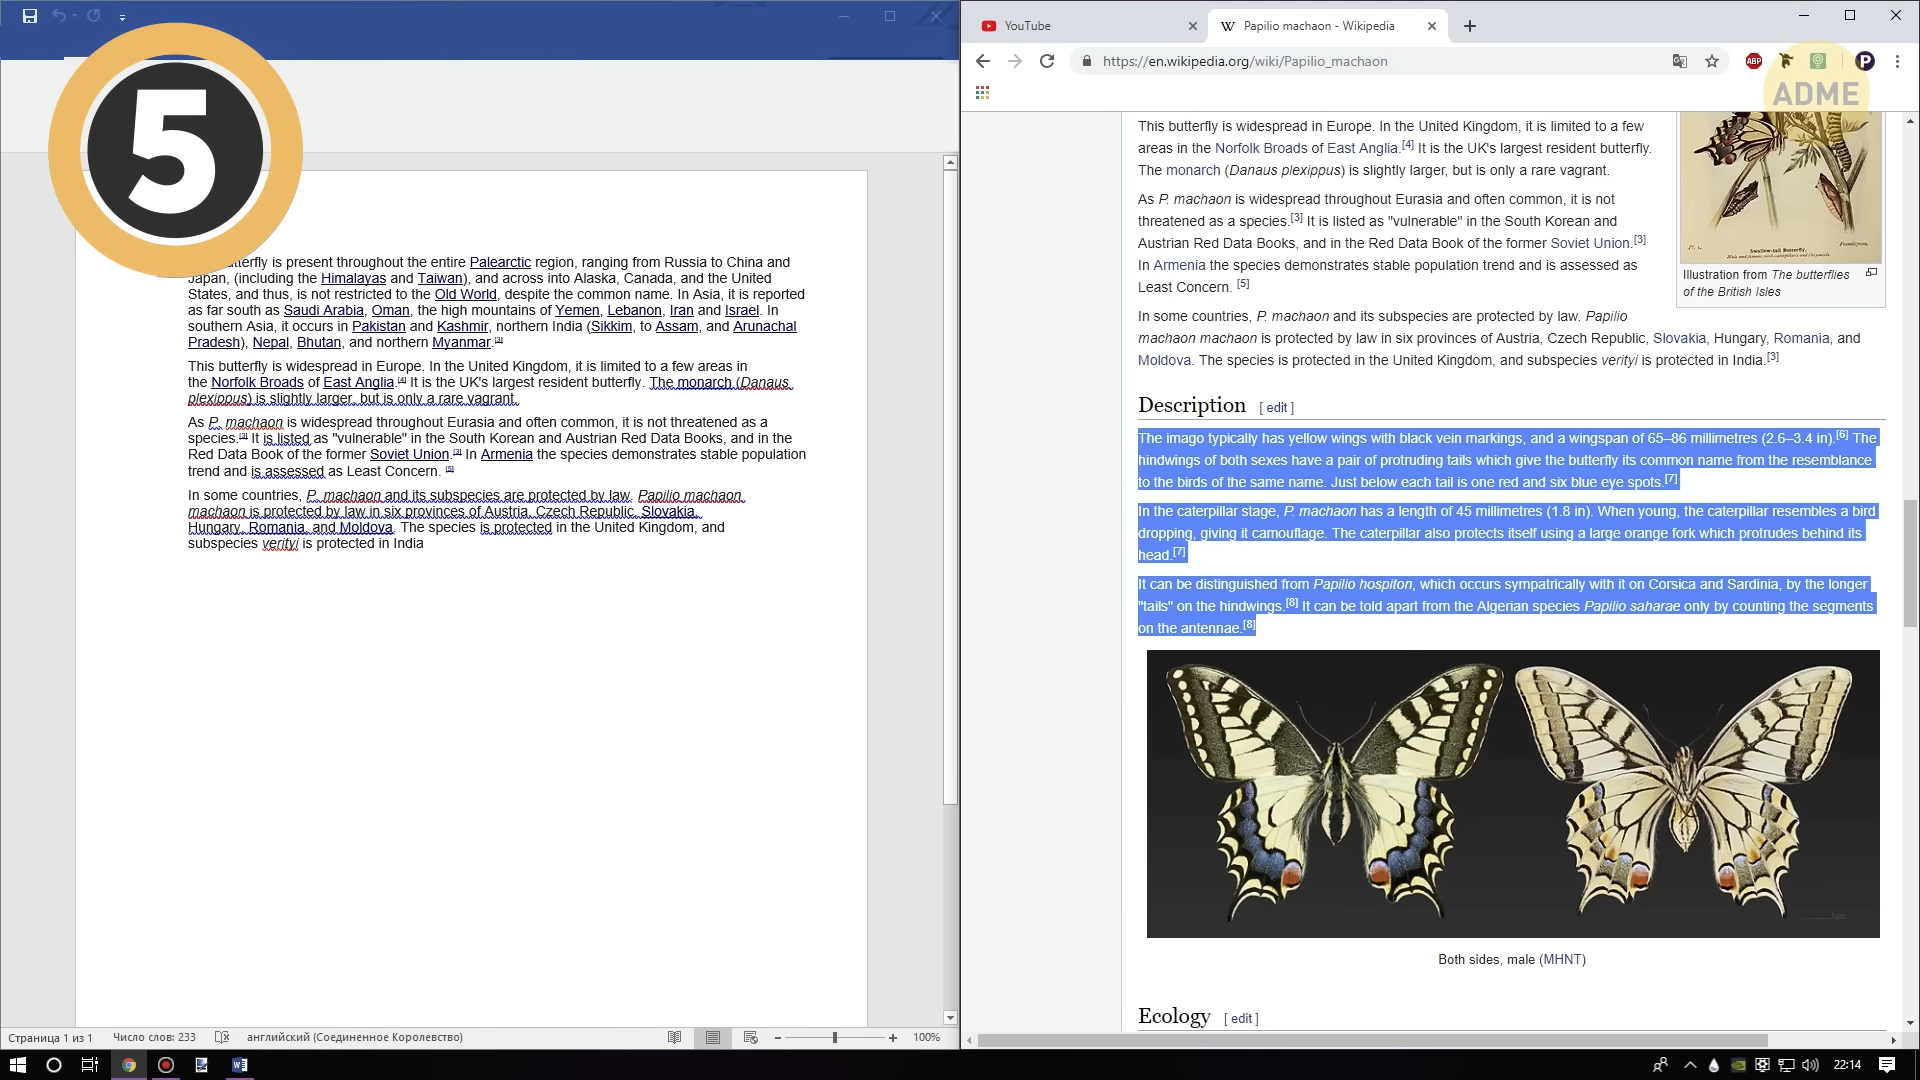 5
utterfly is present throughout the entire Palearctic region, ranging from Russia to China and
Japan, (including the Himalayas and Taiwan), and across into Alaska, Canada, and the United
States, and thus, is not restricted to the Old World, despite the common name. In Asia, it is reported
as far south as Saudi Arabia, Oman, the high mountains of Yemen, Lebanon, Iran and Israel. In
southern Asia, it occurs in Pakistan and Kashmir, northern India (Sikkim, to Assam, and Arunachal
Pradesh), Nepal, Bhutan, and northern Myanmar.[3]
This butterfly is widespread in Europe. In the United Kingdom, it is limited to a few areas in
the Norfolk Broads of East Anglia.[4] It is the UK's largest resident butterfly. The monarch (Danaus
plexippus) is slightly larger, but is only a rare vagrant.
As P. machaon is widespread throughout Eurasia and often common, it is not threatened as a
species.[3] It is listed as "vulnerable" in the South Korean and Austrian Red Data Books, and in the
Red Data Book of the former Soviet Union.[3] In Armenia the species demonstrates stable population
trend and is assessed as Least Concern. [5]
In some countries, P. machaon and its subspecies are protected by law. Papilio machaon
machaon is protected by law in six provinces of Austria, Czech Republic, Slovakia,
Hungary, Romania, and Moldova. The species is protected in the United Kingdom, and
subspecies verityi is protected in India
Страница 1 из 1 Число слов: 233 английский (Соединенное Королевство) 100%
YouTube
Papilio machaon - Wikipedia
https://en.wikipedia.org/wiki/Papilio_machaon
ABP
P
ADME
This butterfly is widespread in Europe. In the United Kingdom, it is limited to a few
areas in the Norfolk Broads of East Anglia.[4] It is the UK's largest resident butterfly.
The monarch (Danaus plexippus) is slightly larger, but is only a rare vagrant.
As P. machaon is widespread throughout Eurasia and often common, it is not
threatened as a species.[3] It is listed as "vulnerable" in the South Korean and
Austrian Red Data Books, and in the Red Data Book of the former Soviet Union.[3]
In Armenia the species demonstrates stable population trend and is assessed as
Least Concern. [5]
Swallow-tail Butterfly.
Illustration from The butterflies
of the British Isles
In some countries, P. machaon and its subspecies are protected by law. Papilio
machaon machaon is protected by law in six provinces of Austria, Czech Republic, Slovakia, Hungary, Romania, and
Moldova. The species is protected in the United Kingdom, and subspecies verityi is protected in India.[3]
Description [ edit ]
The imago typically has yellow wings with black vein markings, and a wingspan of 65–86 millimetres (2.6–3.4 in).[6] The
hindwings of both sexes have a pair of protruding tails which give the butterfly its common name from the resemblance
to the birds of the same name. Just below each tail is one red and six blue eye spots.[7]
In the caterpillar stage, P. machaon has a length of 45 millimetres (1.8 in). When young, the caterpillar resembles a bird
dropping, giving it camouflage. The caterpillar also protects itself using a large orange fork which protrudes behind its
head.[7]
It can be distinguished from Papilio hospiton, which occurs sympatrically with it on Corsica and Sardinia, by the longer
"tails" on the hindwings.[8] It can be told apart from the Algerian species Papilio saharae only by counting the segments
on the antennae.[8]
Both sides, male (MHNT)
Ecology [ edit ]
22:14